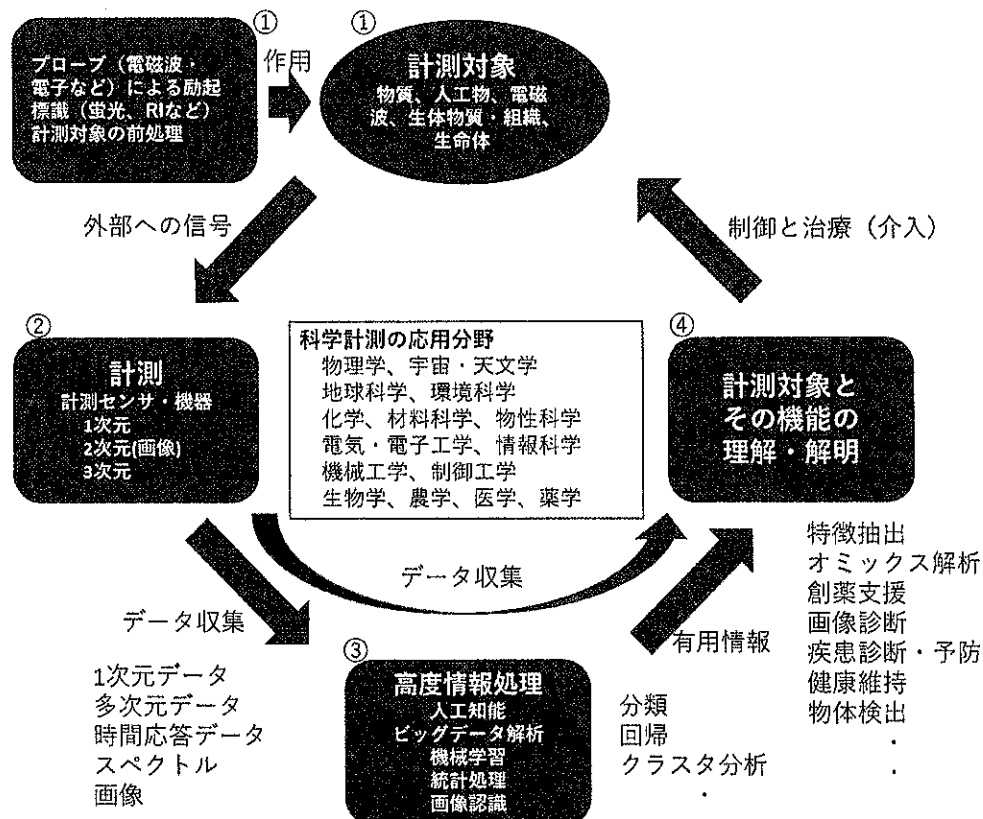 ①
プローブ（電磁波・
電子など）による励起
標識（蛍光、RIなど）
計測対象の前処理
作用
①
計測対象
物質、人工物、電磁
波、生体物質・組織、
生命体
外部への信号
制御と治療（介入）
②
計測
計測センサ・機器
1次元
2次元(画像)
3次元
科学計測の応用分野
物理学、宇宙・天文学
地球科学、環境科学
化学、材料科学、物性科学
電気・電子工学、情報科学
機械工学、制御工学
生物学、農学、医学、薬学
④
計測対象と
その機能の
理解・解明
データ収集
データ収集
1次元データ
多次元データ
時間応答データ
スペクトル
画像
③
高度情報処理
人工知能
ビッグデータ解析
機械学習
統計処理
画像認識
有用情報
分類
回帰
クラスタ分析
・
特徴抽出
オミックス解析
創薬支援
画像診断
疾患診断・予防
健康維持
物体検出
・
・